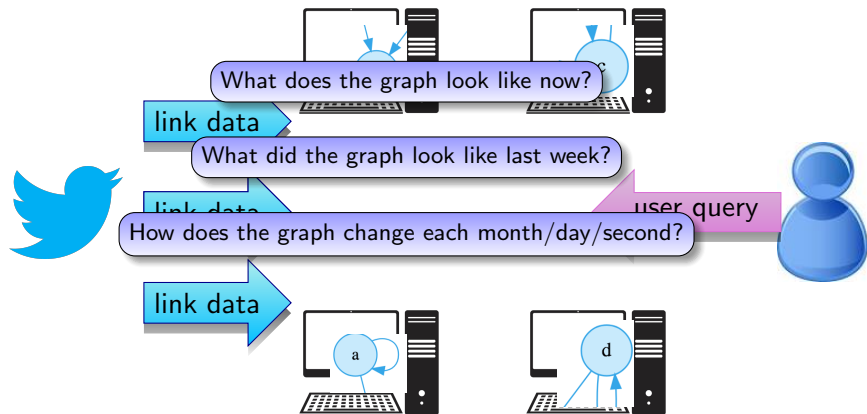 c
What does the graph look like now?
link data
What did the graph look like last week?
link data
user query
How does the graph change each month/day/second?
link data
a
d